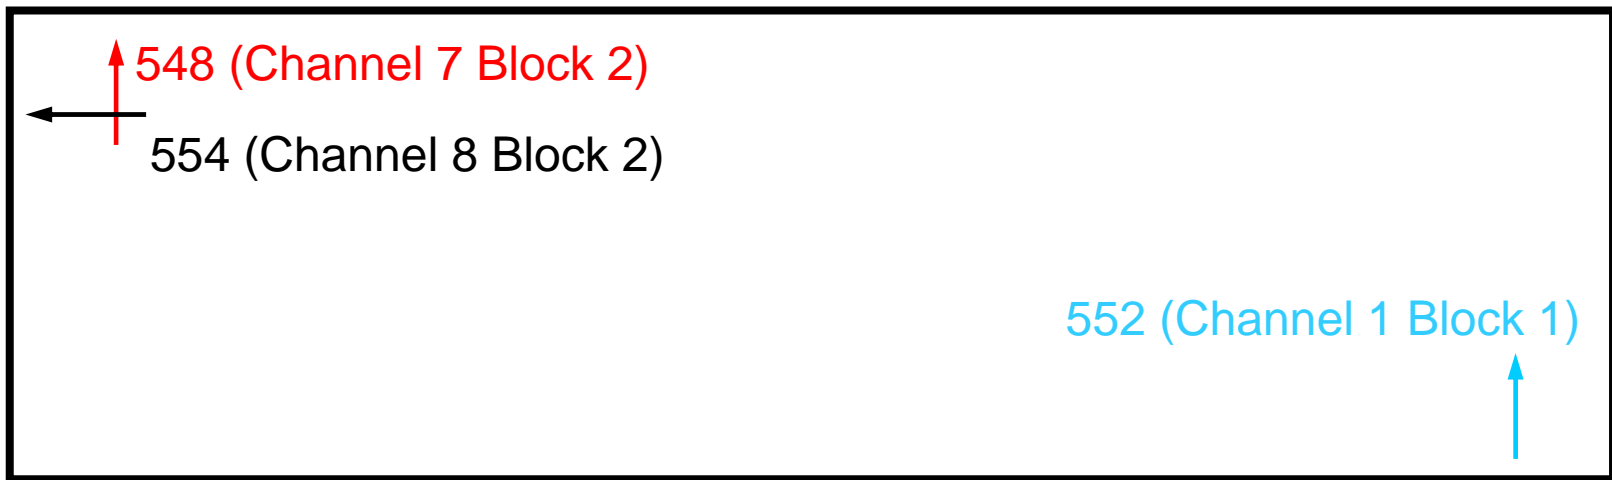 548 (Channel 7 Block 2)
554 (Channel 8 Block 2)
552 (Channel 1 Block 1)